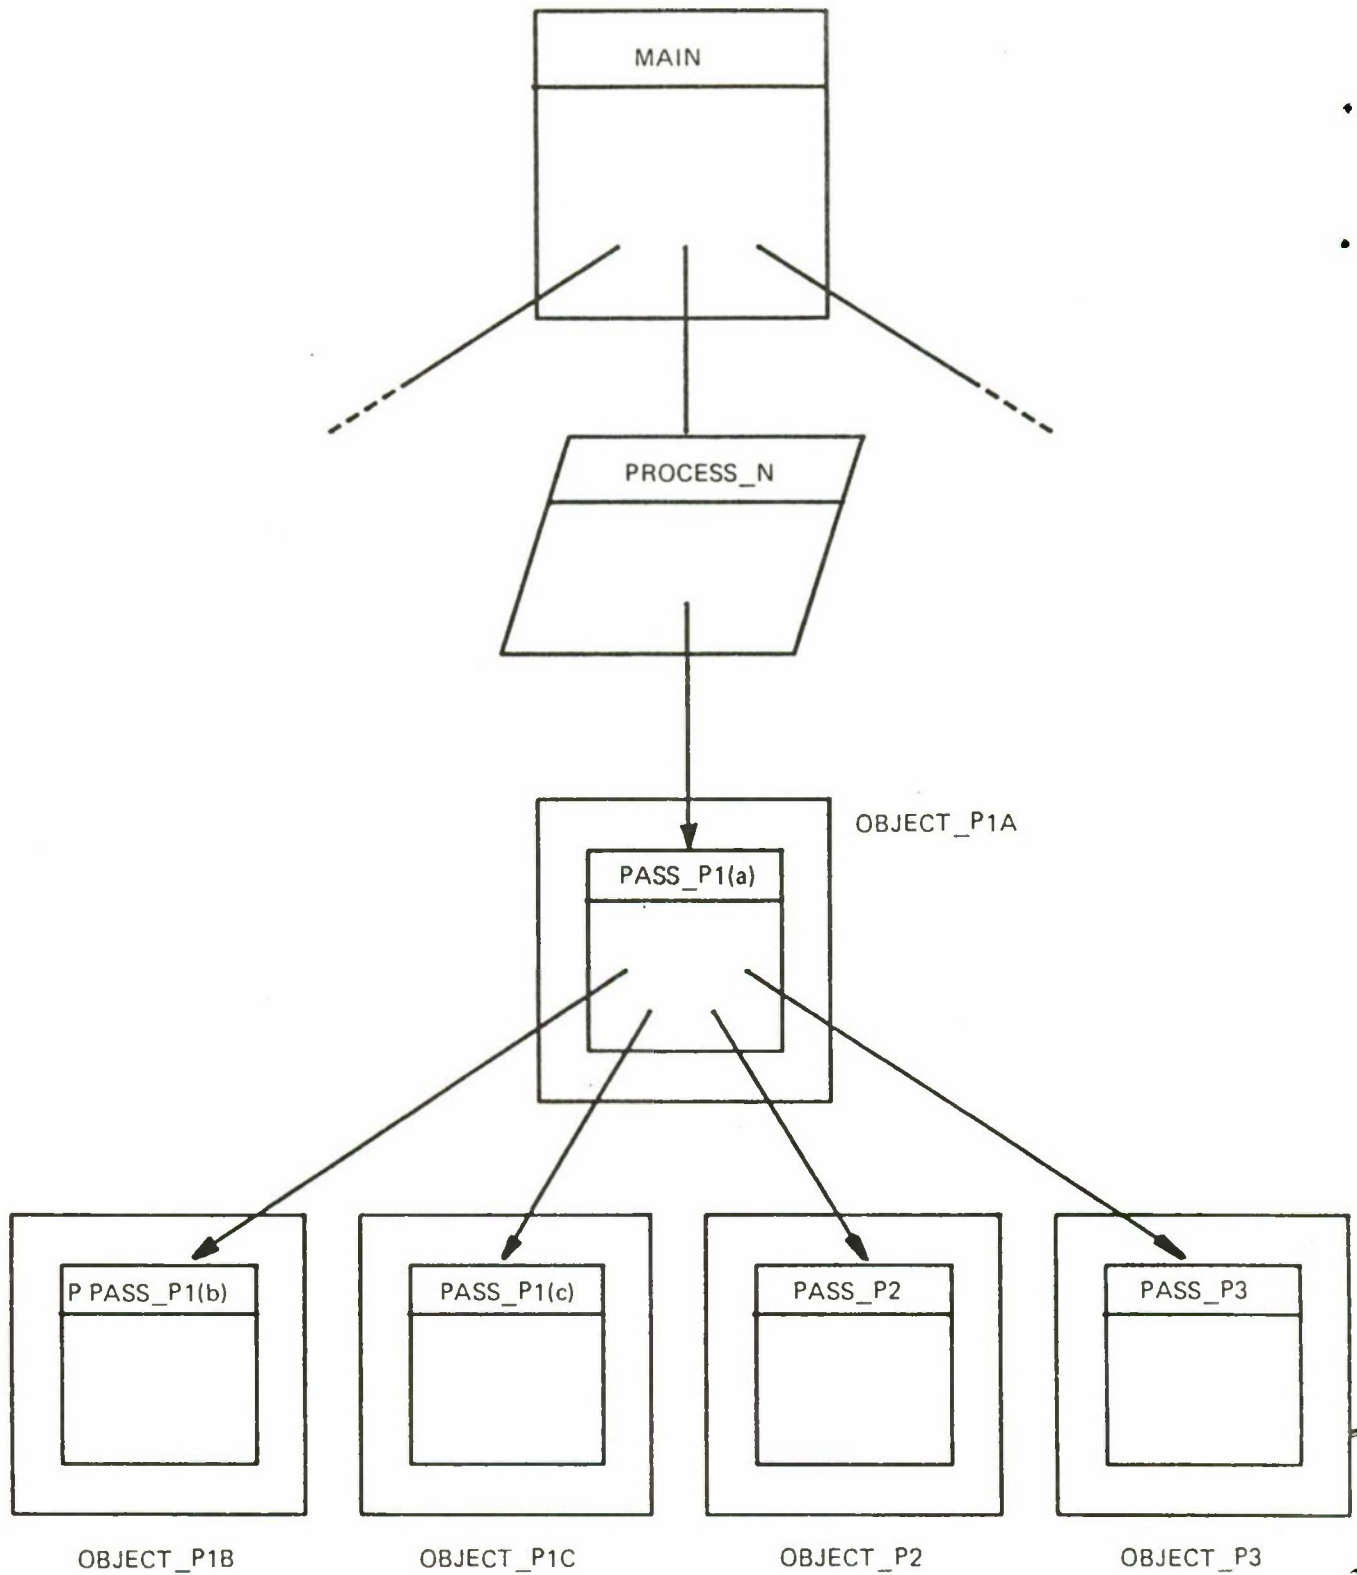 MAIN
PROCESS_N
OBJECT_P1A
PASS_P1(a)
P PASS_P1(b)
PASS_P1(c)
PASS_P2
PASS_P3
OBJECT_P1B
OBJECT_P1C
OBJECT_P2
OBJECT_P3